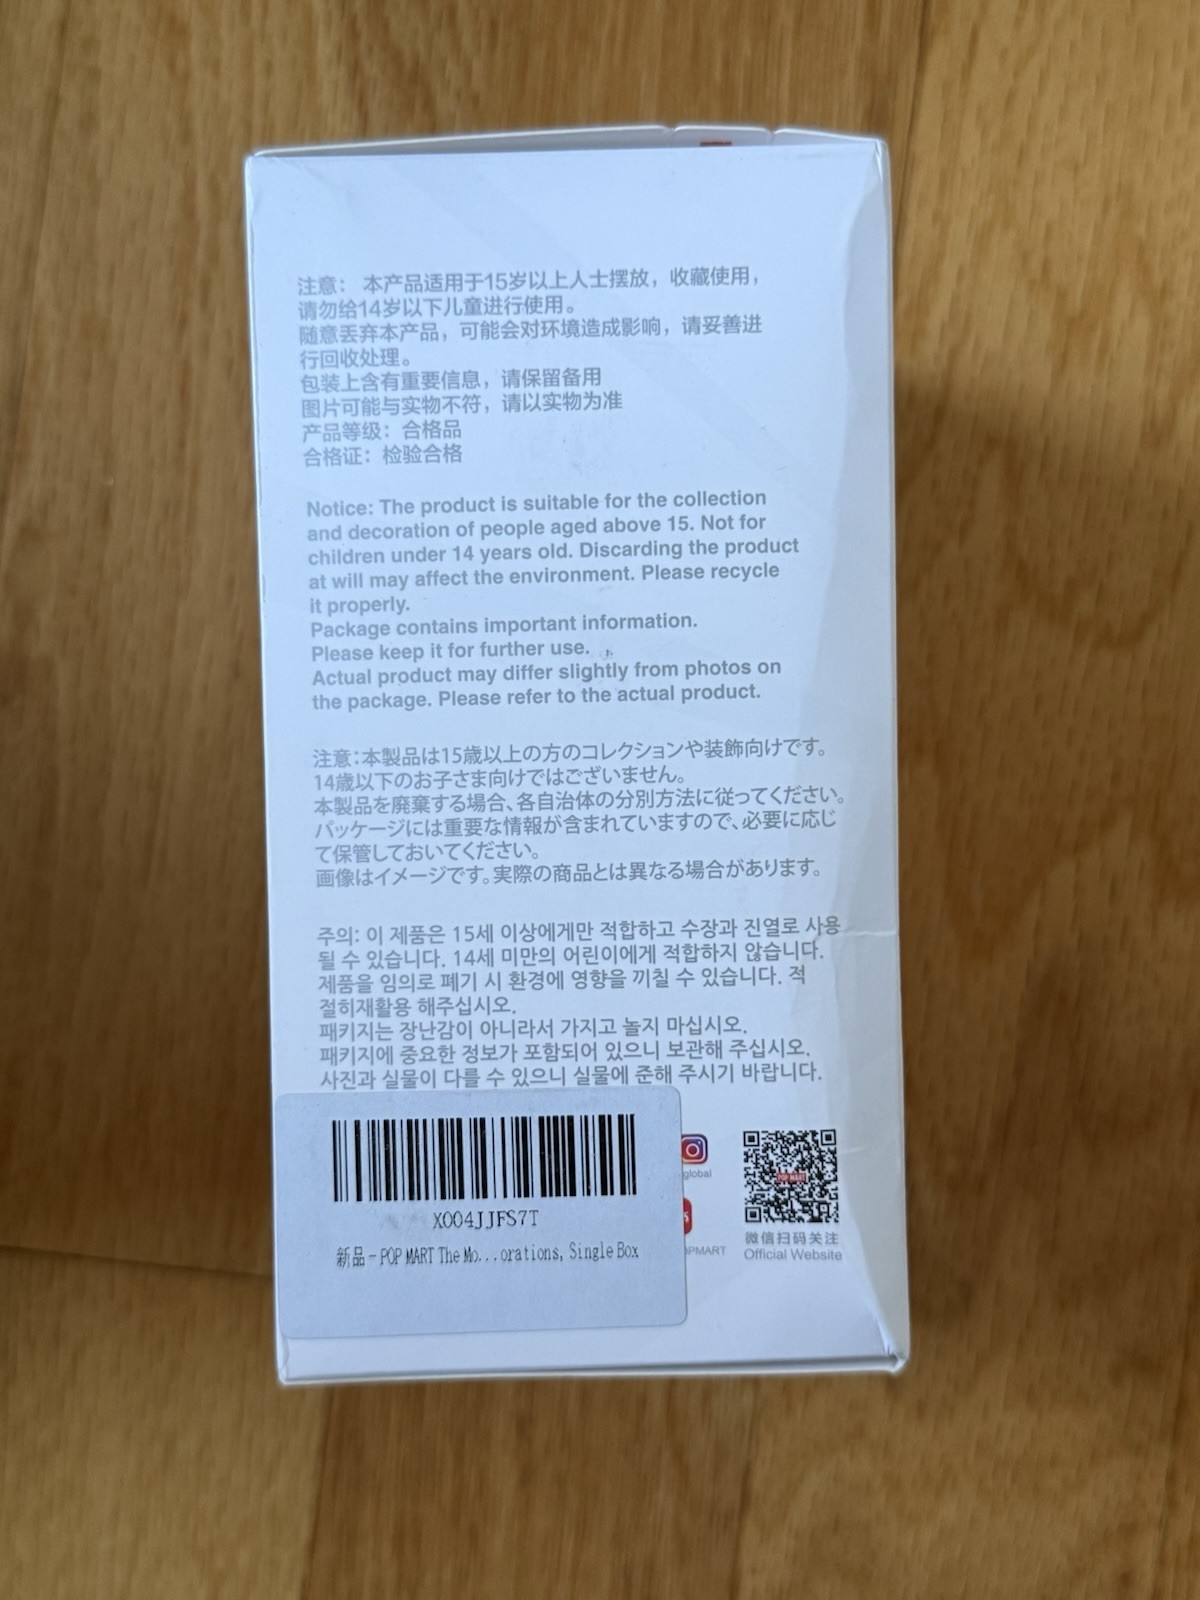 注意： 本产品适用于15岁以上人士摆放，收藏使用，
请勿给14岁以下儿童进行使用。
随意丢弃本产品，可能会对环境造成影响，请妥善进
行回收处理。
包装上含有重要信息，请保留备用
图片可能与实物不符，请以实物为准
产品等级：合格品
合格证：检验合格
Notice: The product is suitable for the collection
and decoration of people aged above 15. Not for
children under 14 years old. Discarding the product
at will may affect the environment. Please recycle
it properly.
Package contains important information.
Please keep it for further use.
Actual product may differ slightly from photos on
the package. Please refer to the actual product.
注意：本製品は15歳以上の方のコレクションや装飾向けです。
14歳以下のお子さま向けではございません。
本製品を廃棄する場合、各自治体の分別方法に従ってください。
パッケージには重要な情報が含まれていますので、必要に応じ
て保管しておいてください。
画像はイメージです。実際の商品とは異なる場合があります。
주의: 이 제품은 15세 이상에게만 적합하고 수장과 진열로 사용
될 수 있습니다. 14세 미만의 어린이에게 적합하지 않습니다.
제품을 임의로 폐기 시 환경에 영향을 끼칠 수 있습니다. 적
절히재활용 해주십시오.
패키지는 장난감이 아니라서 가지고 놀지 마십시오.
패키지에 중요한 정보가 포함되어 있으니 보관해 주십시오.
사진과 실물이 다를 수 있으니 실물에 준해 주시기 바랍니다.
X004JJFS7T
新品 - POP MART The Mo...orations, Single Box
global
OPMART
POP MART
微信扫码关注
Official Website